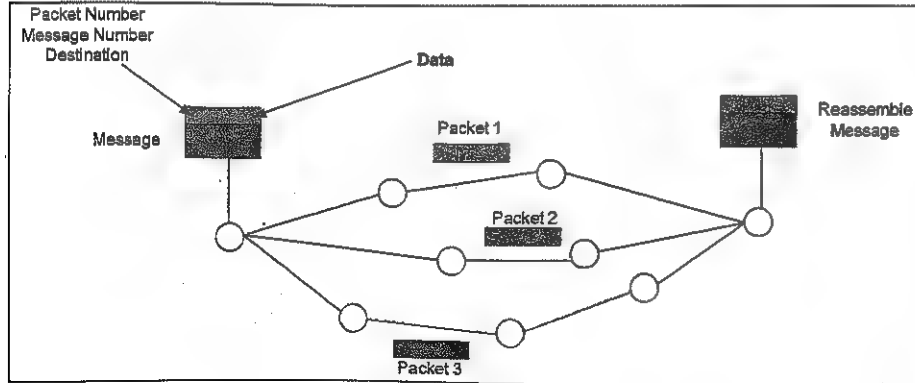 Packet Number
Message Number
Destination
Data
Message
Packet 1
Reassemble
Message
Packet 2
Packet 3